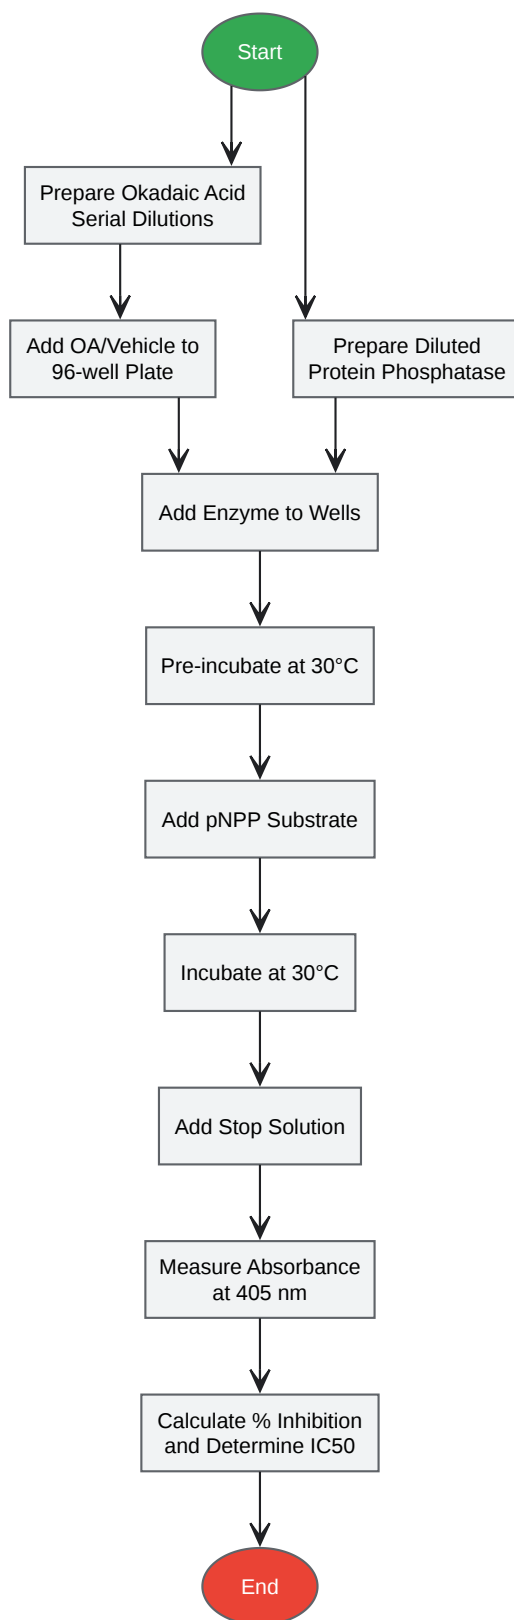 Start
Prepare Okadaic Acid
Serial Dilutions
Add OA/Vehicle to
96-well Plate
Prepare Diluted
Protein Phosphatase
Add Enzyme to Wells
Pre-incubate at 30°C
Add pNPP Substrate
Incubate at 30°C
Add Stop Solution
Measure Absorbance
at 405 nm
Calculate % Inhibition
and Determine IC50
End